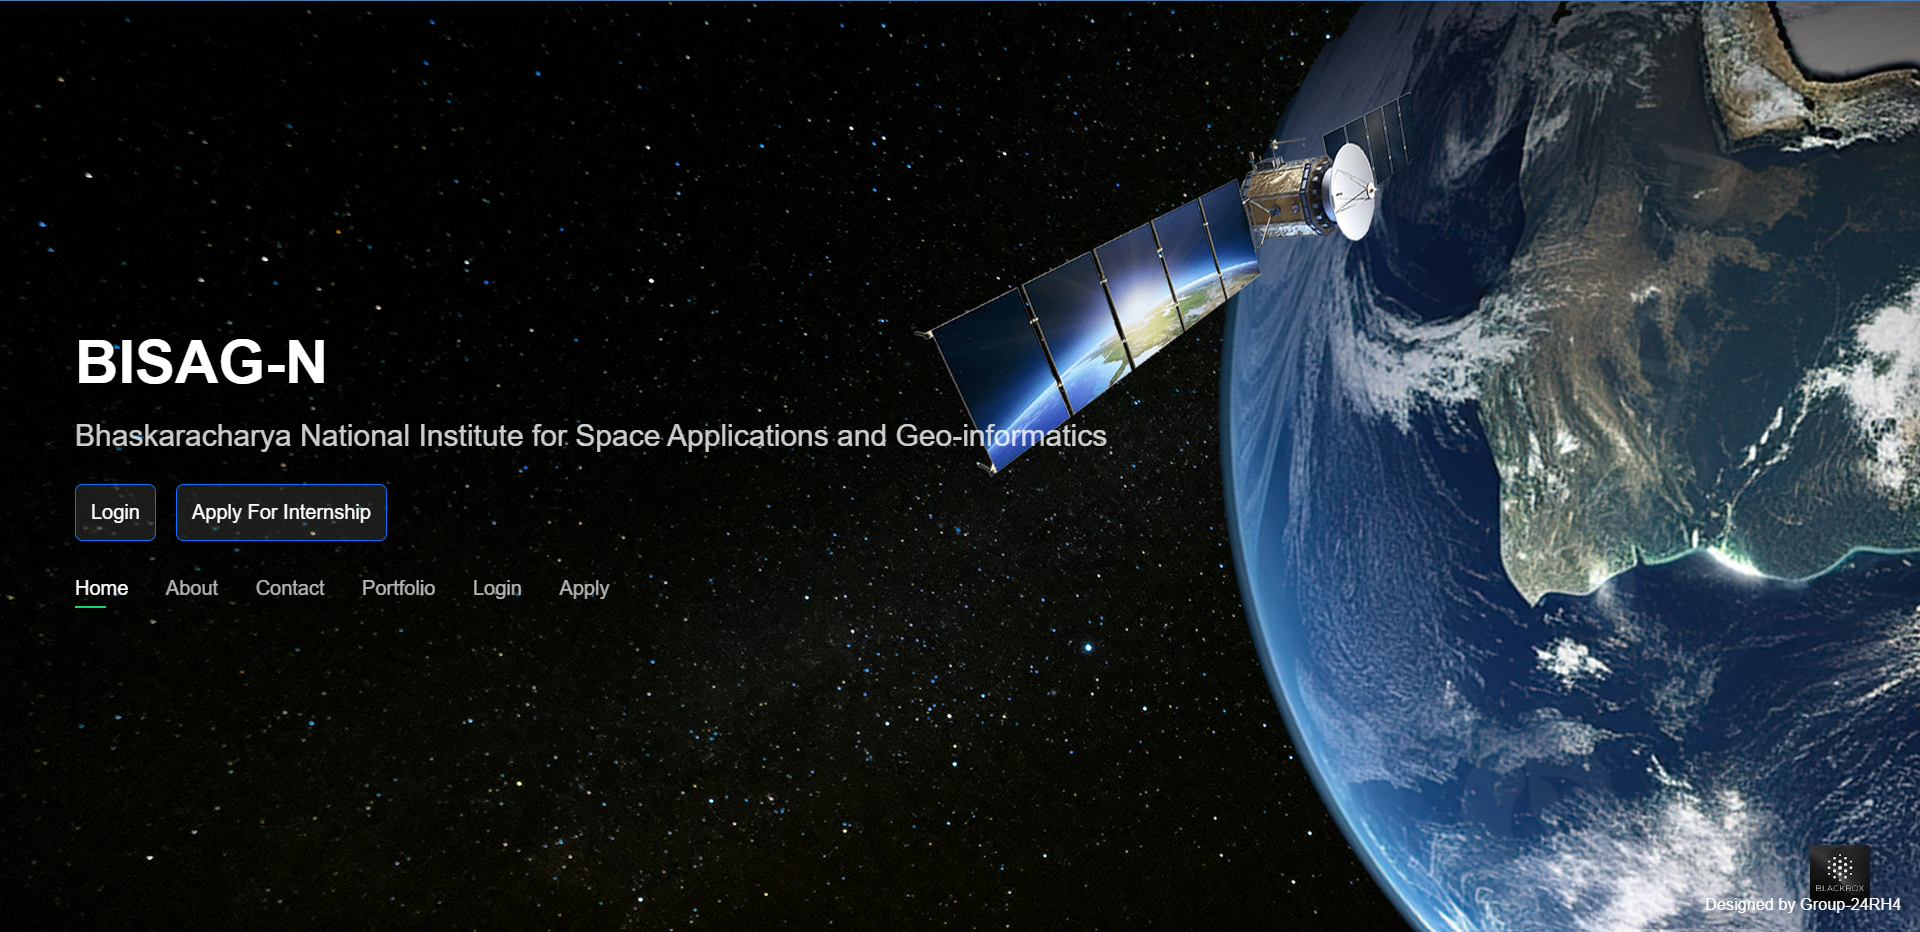 BISAG-N
Bhaskaracharya National Institute for Space Applications and Geo-informatics
Login
Apply For Internship
Home About Contact Portfolio Login Apply
BLACKBOX
Designed by Group-24RH4